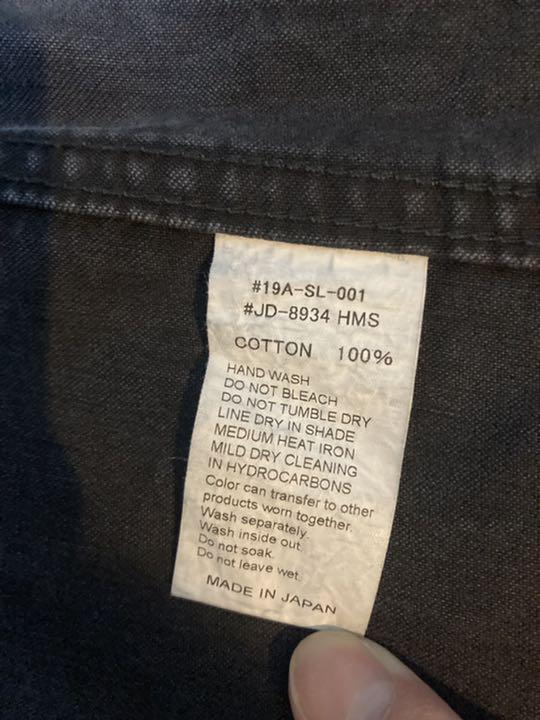 #19A-SL-001
#JD-8934 HMS
COTTON 100%
HAND WASH
DO NOT BLEACH
DO NOT TUMBLE DRY
LINE DRY IN SHADE
MEDIUM HEAT IRON
MILD DRY CLEANING
IN HYDROCARBONS
Color can transfer to other
products worn together.
Wash separately.
Wash inside out.
Do not soak.
Do not leave wet.
MADE IN JAPAN